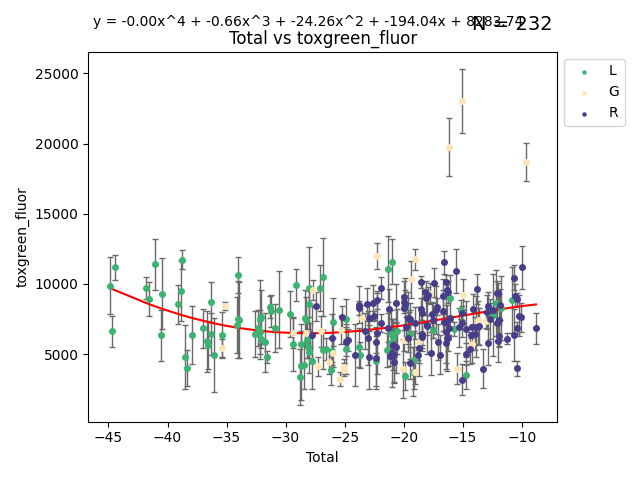 y = -0.00x^4 + -0.66x^3 + -24.26x^2 + -194.04x + 8283.74
N = 232
Total vs toxgreen_fluor
25000
20000
15000
10000
5000
toxgreen_fluor
−45 −40 −35 −30 −25 −20 −15 −10
Total
L
G
R